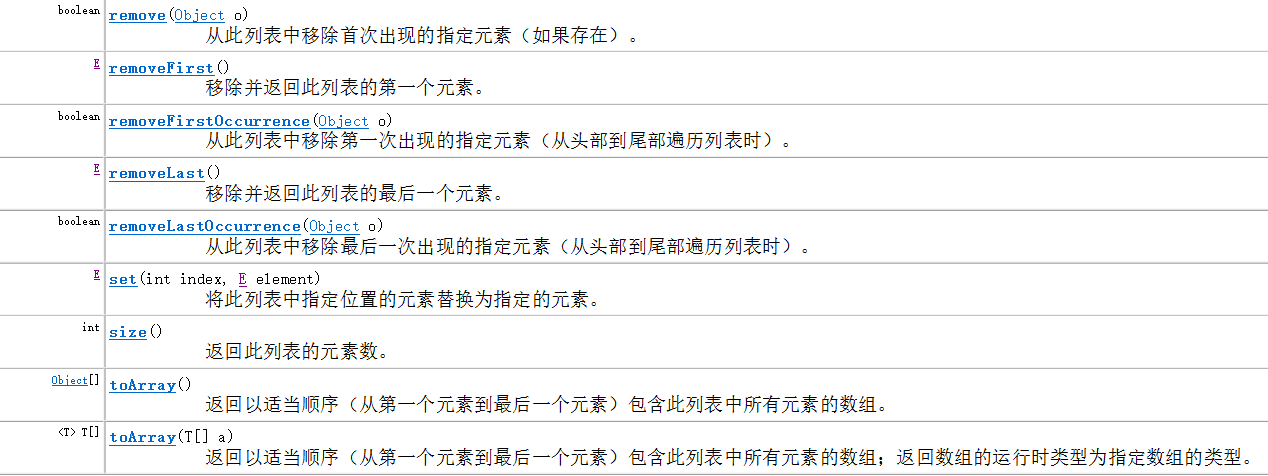 boolean remove(Object o)
从此列表中移除首次出现的指定元素（如果存在）。
E removeFirst()
移除并返回此列表的第一个元素。
boolean removeFirstOccurrence(Object o)
从此列表中移除第一次出现的指定元素（从头部到尾部遍历列表时）。
E removeLast()
移除并返回此列表的最后一个元素。
boolean removeLastOccurrence(Object o)
从此列表中移除最后一次出现的指定元素（从头部到尾部遍历列表时）。
E set(int index, E element)
将此列表中指定位置的元素替换为指定的元素。
int size()
返回此列表的元素数。
Object[] toArray()
返回以适当顺序（从第一个元素到最后一个元素）包含此列表中所有元素的数组。
<T> T[] toArray(T[] a)
返回以适当顺序（从第一个元素到最后一个元素）包含此列表中所有元素的数组；返回数组的运行时类型为指定数组的类型。